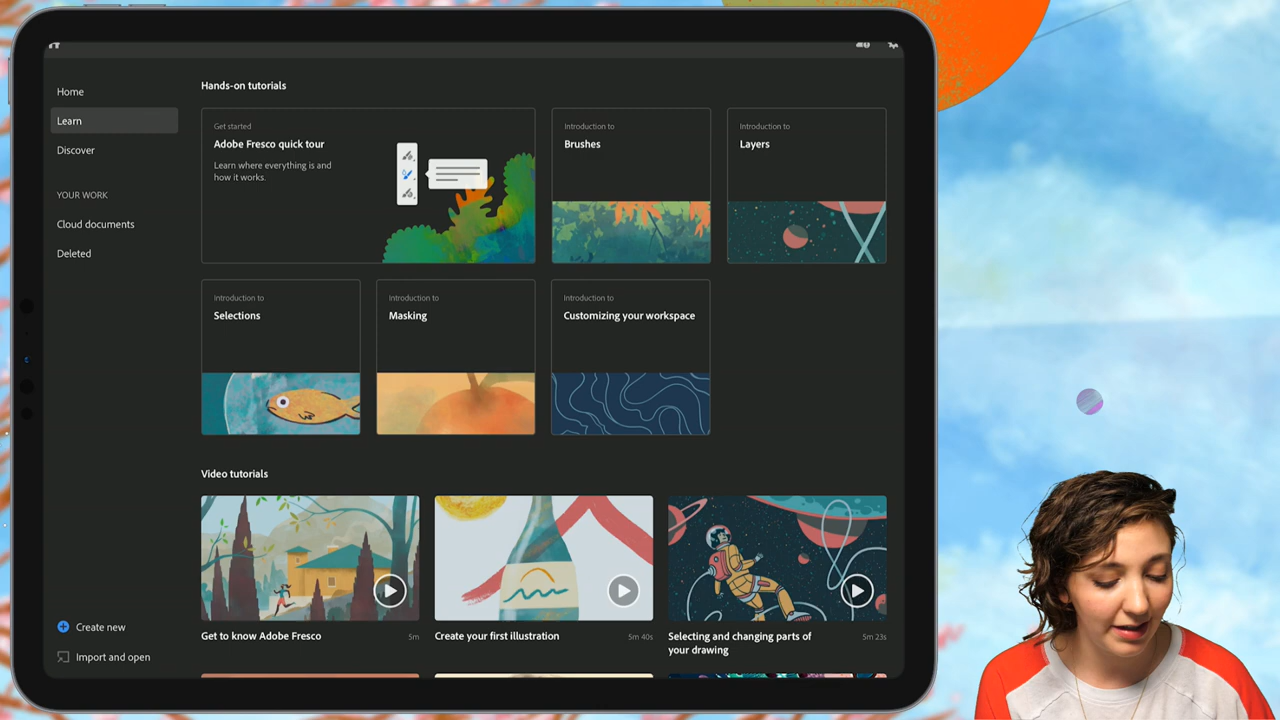 Home
Learn
Discover
YOUR WORK
Cloud documents
Deleted
Create new
Import and open
Hands-on tutorials
Get started
Adobe Fresco quick tour
Learn where everything is and
how it works.
Introduction to
Brushes
Introduction to
Layers
Introduction to
Selections
Introduction to
Masking
Introduction to
Customizing your workspace
Video tutorials
Get to know Adobe Fresco 5m
Create your first illustration 5m 40s
Selecting and changing parts of 5m 23s
your drawing